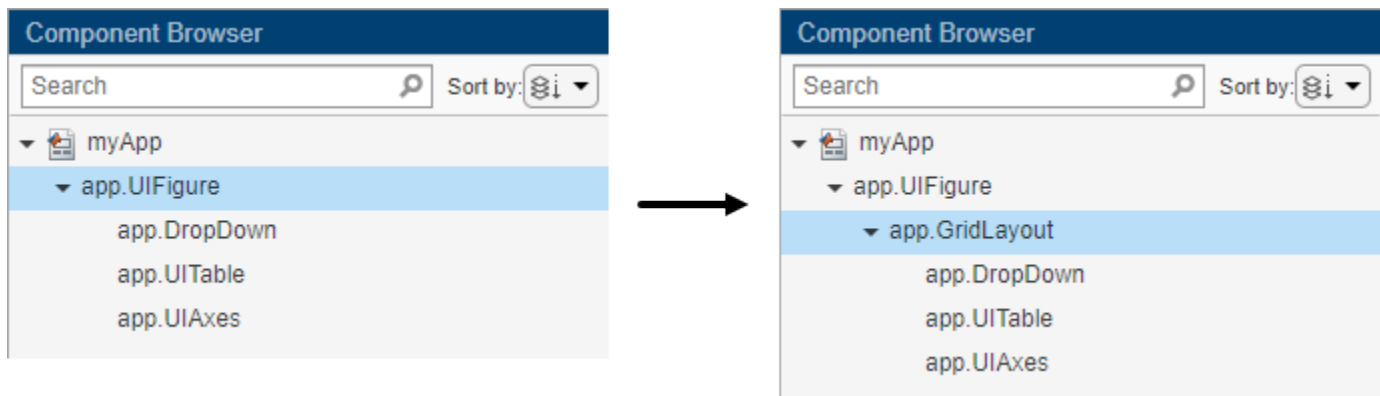 Component Browser
Search Sort by:
myApp
app.UIFigure
app.DropDown
app.UITable
app.UIAxes
Component Browser
Search Sort by:
myApp
app.UIFigure
app.GridLayout
app.DropDown
app.UITable
app.UIAxes